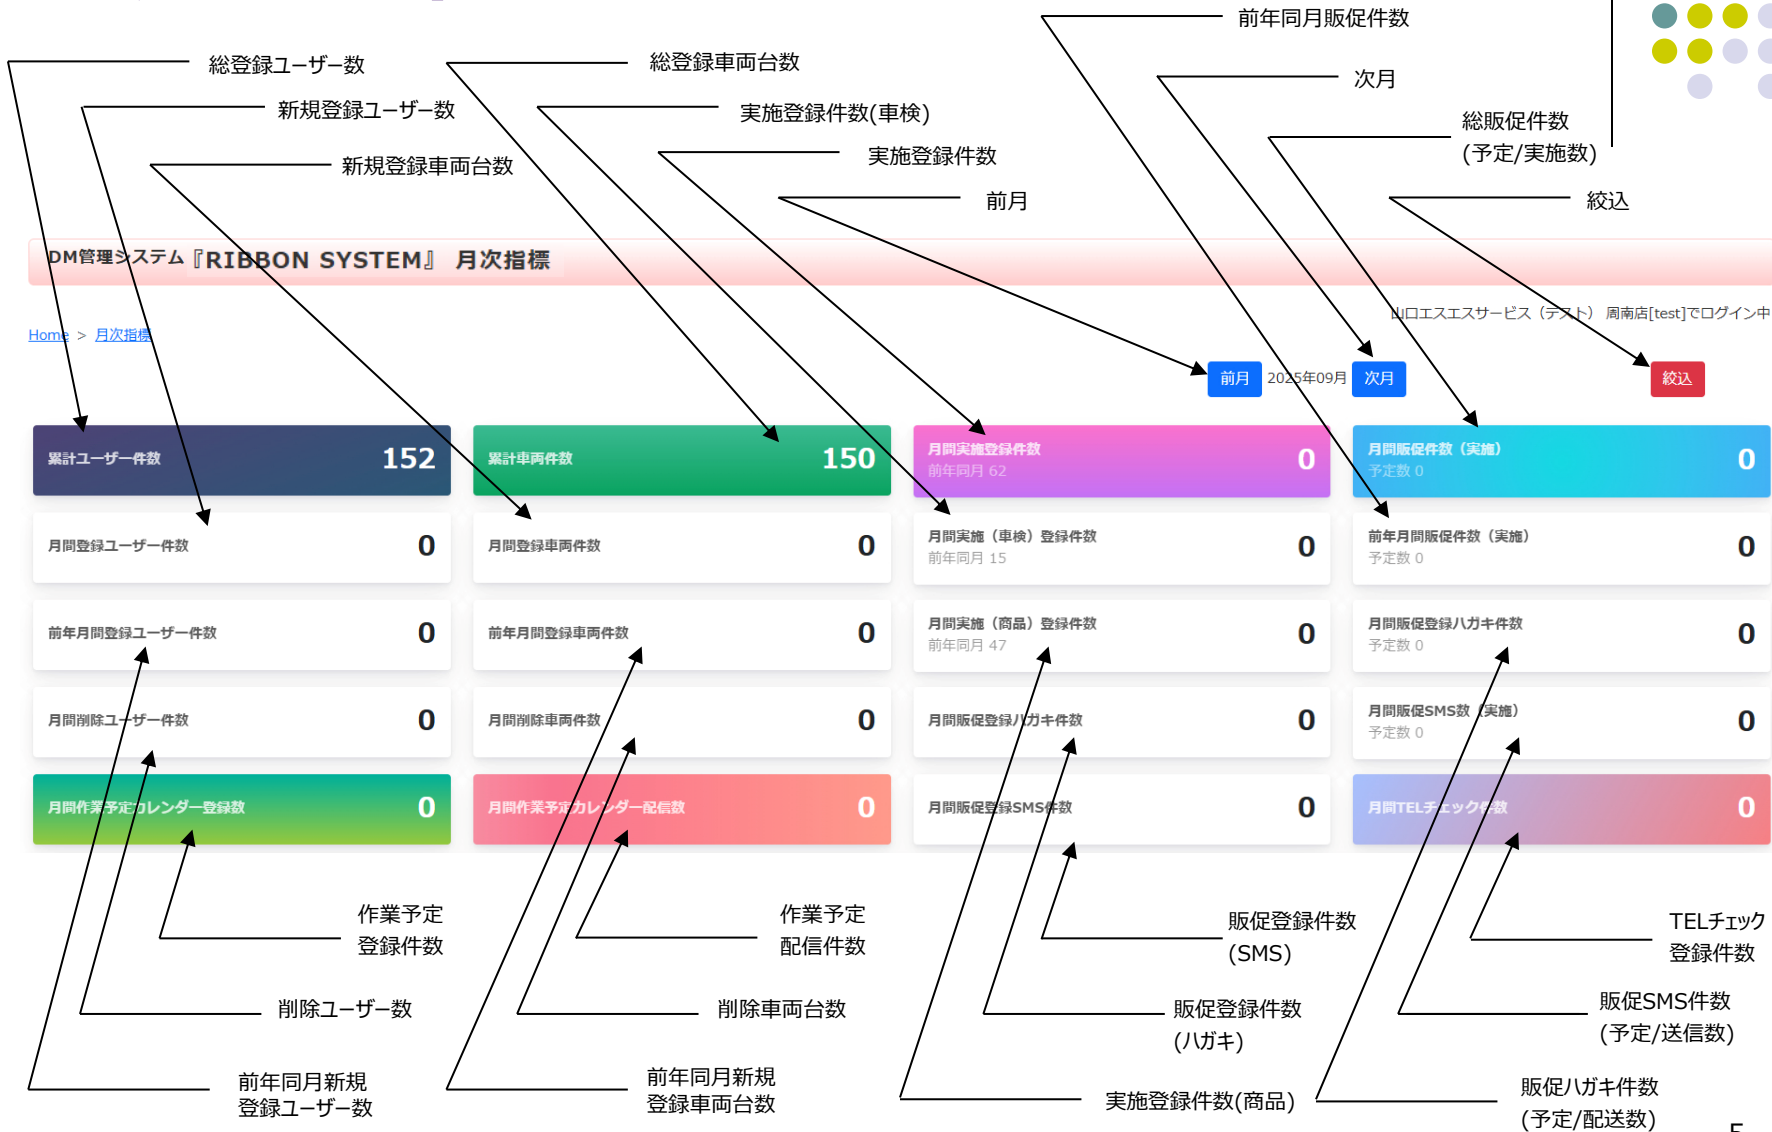 前年同月販促件数
総登録ユーザー数
総登録車両台数
次月
新規登録ユーザー数
実施登録件数(車検)
総販促件数
(予定/実施数)
新規登録車両台数
実施登録件数
前月
絞込
DM管理システム『RIBBON SYSTEM』 月次指標
山口エスエスサービス（テスト） 周南店[test]でログイン中
Home > 月次指標
前月 2025年09月 次月
絞込
累計ユーザー件数 152
累計車両件数 150
月間実施登録件数 0
前年同月 62
月間販促件数（実施） 0
予定数 0
月間登録ユーザー件数 0
月間登録車両件数 0
月間実施（車検）登録件数 0
前年同月 15
前年月間販促件数（実施） 0
予定数 0
前年月間登録ユーザー件数 0
前年月間登録車両件数 0
月間実施（商品）登録件数 0
前年同月 47
月間販促登録ハガキ件数 0
予定数 0
月間削除ユーザー件数 0
月間削除車両件数 0
月間販促登録ハガキ件数 0
月間販促SMS数（実施） 0
予定数 0
月間作業予定カレンダー登録数 0
月間作業予定カレンダー配信数 0
月間販促登録SMS件数 0
月間TELチェック件数 0
作業予定
登録件数
作業予定
配信件数
販促登録件数
(SMS)
TELチェック
登録件数
削除ユーザー数
削除車両台数
販促登録件数
(ハガキ)
販促SMS件数
(予定/送信数)
前年同月新規
登録ユーザー数
前年同月新規
登録車両台数
実施登録件数(商品)
販促ハガキ件数
(予定/配送数)